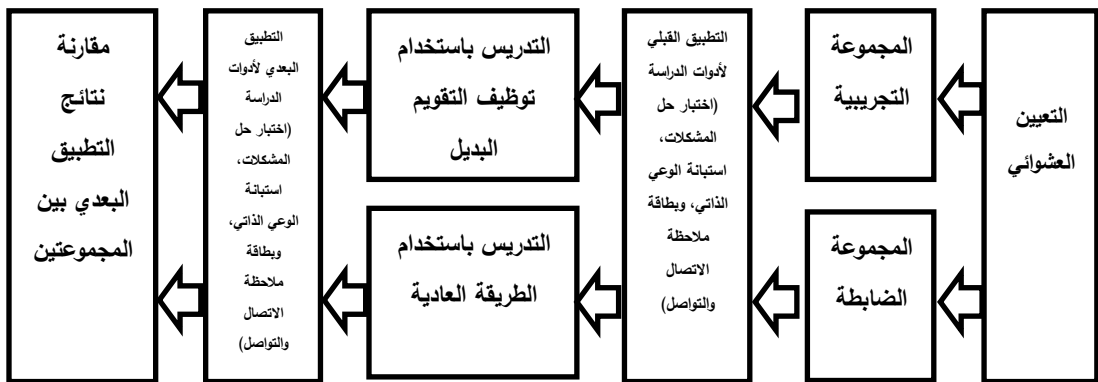 التعيين
العشوائي
المجموعة
التجريبية
المجموعة
الضابطة
التطبيق القبلي
لأدوات الدراسة
(اختبار حل
المشكلات،
استبانة الوعي
الذاتي، وبطاقة
ملاحظة
الاتصال
والتواصل)
التدريس باستخدام
توظيف التقويم
البديل
التدريس باستخدام
الطريقة العادية
التطبيق
البعدي لأدوات
الدراسة
(اختبار حل
المشكلات،
استبانة
الوعي الذاتي،
وبطاقة
ملاحظة
الاتصال
والتواصل)
مقارنة
نتائج
التطبيق
البعدي بين
المجموعتين